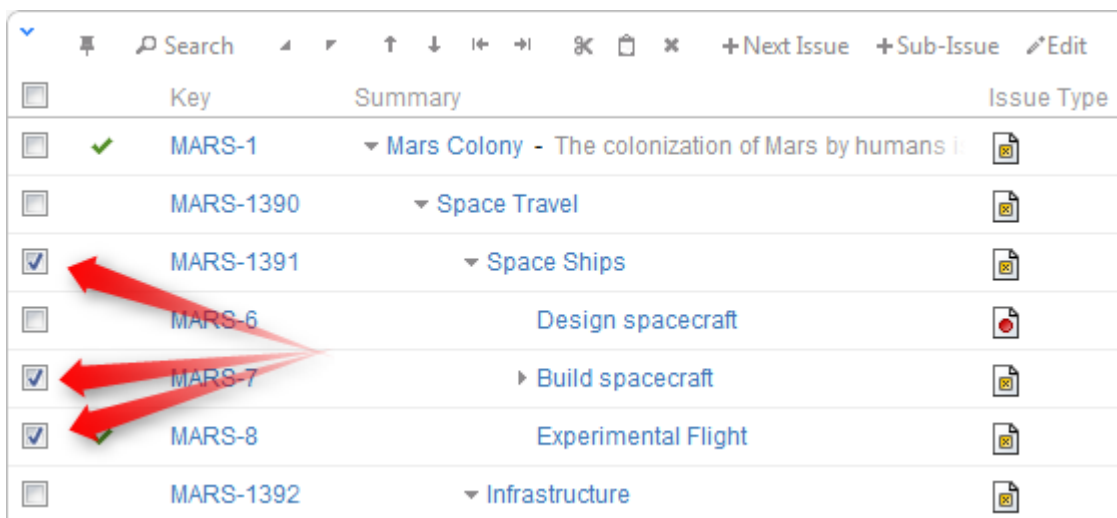 Search +Next Issue +Sub-Issue Edit
Key Summary Issue Type
MARS-1 Mars Colony - The colonization of Mars by humans i
MARS-1390 Space Travel
MARS-1391 Space Ships
MARS-6 Design spacecraft
MARS-7 Build spacecraft
MARS-8 Experimental Flight
MARS-1392 Infrastructure